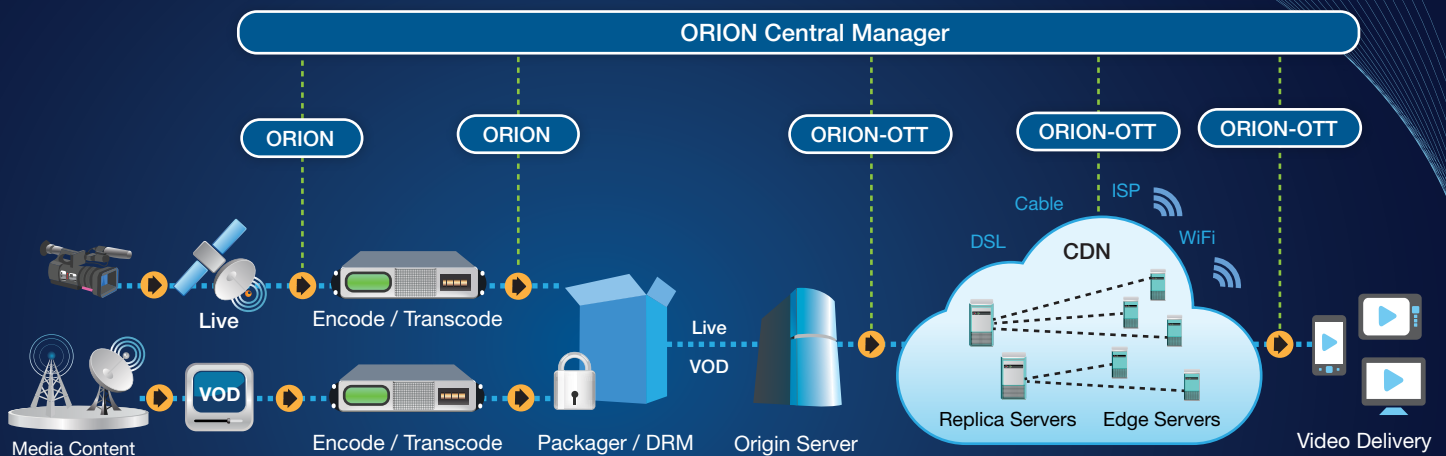 ORION Central Manager
ORION
ORION
ORION-OTT
ORION-OTT
ORION-OTT
ISP
Cable
DSL
WiFi
CDN
Live
Encode / Transcode
Live
VOD
VOD
Replica Servers
Edge Servers
Media Content
Encode / Transcode
Packager / DRM
Origin Server
Video Delivery